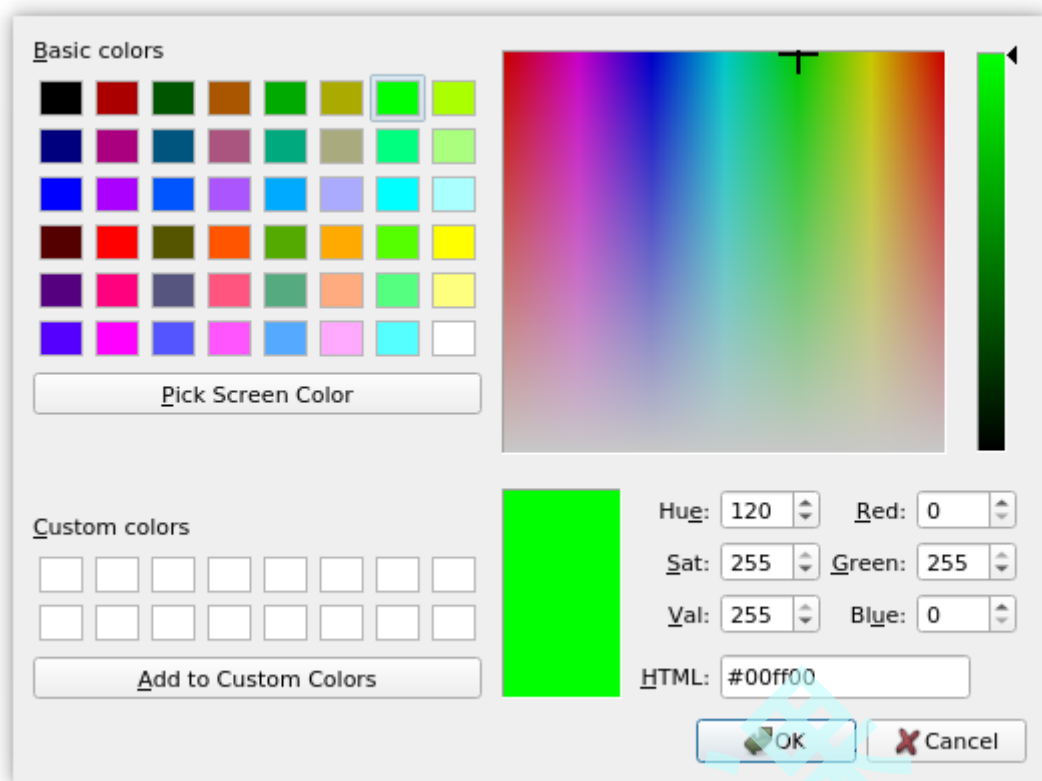 Basic colors
Pick Screen Color
Custom colors
Add to Custom Colors
Hue: 120 Red: 0
Sat: 255 Green: 255
Val: 255 Blue: 0
HTML: #00ff00
OK Cancel